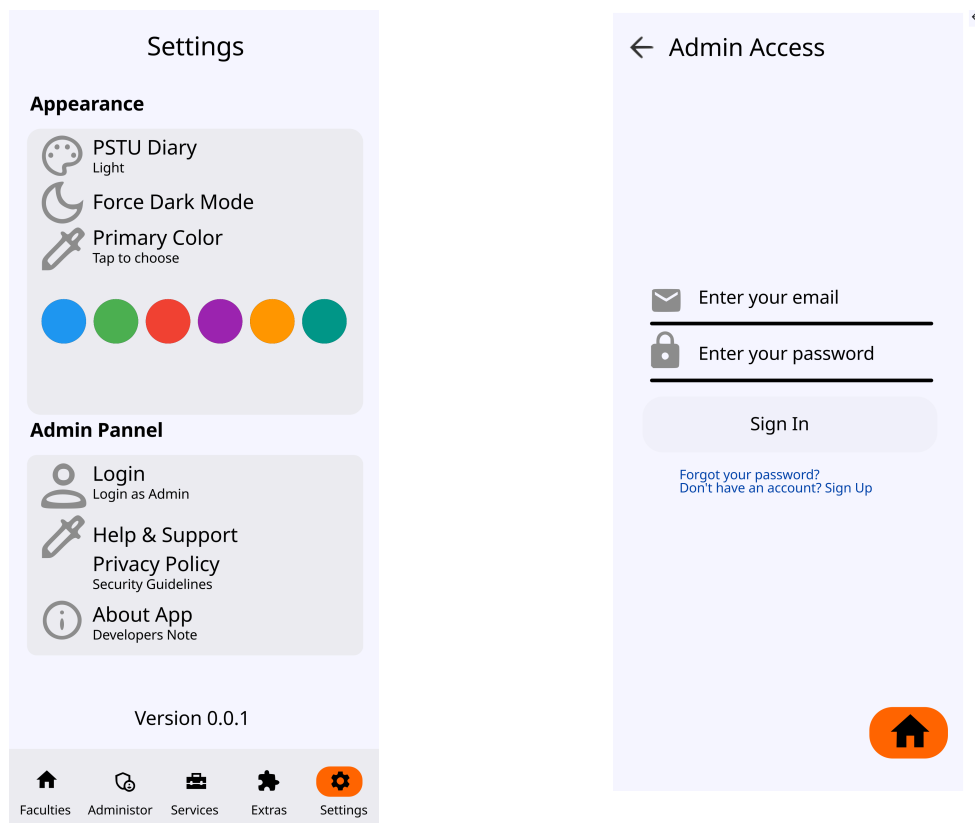 Settings
Appearance
PSTU Diary
Light
Force Dark Mode
Primary Color
Tap to choose
Admin Pannel
Login
Login as Admin
Help & Support
Privacy Policy
Security Guidelines
About App
Developers Note
Version 0.0.1
Faculties
Administor
Services
Extras
Settings
Admin Access
Enter your email
Enter your password
Sign In
Forgot your password?
Don't have an account? Sign Up